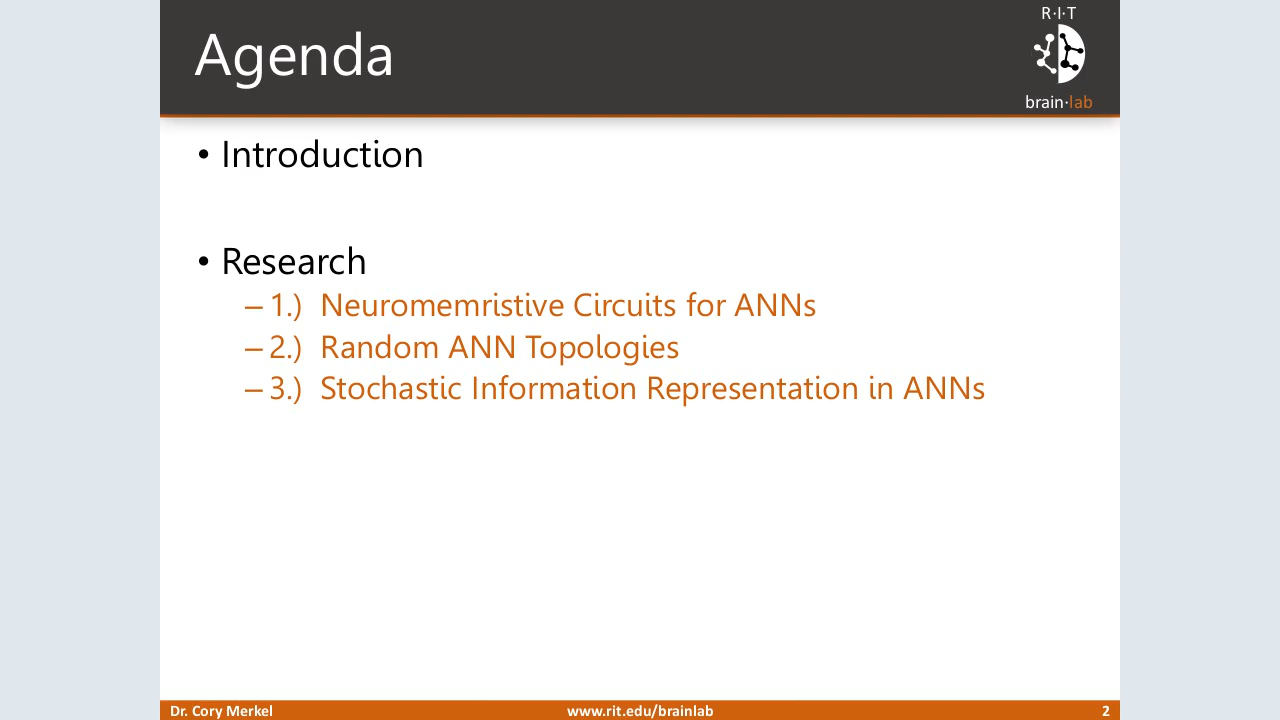 Agenda
R·I·T
brain·lab
• Introduction
• Research
– 1.) Neuromemristive Circuits for ANNs
– 2.) Random ANN Topologies
– 3.) Stochastic Information Representation in ANNs
Dr. Cory Merkel
www.rit.edu/brainlab
2